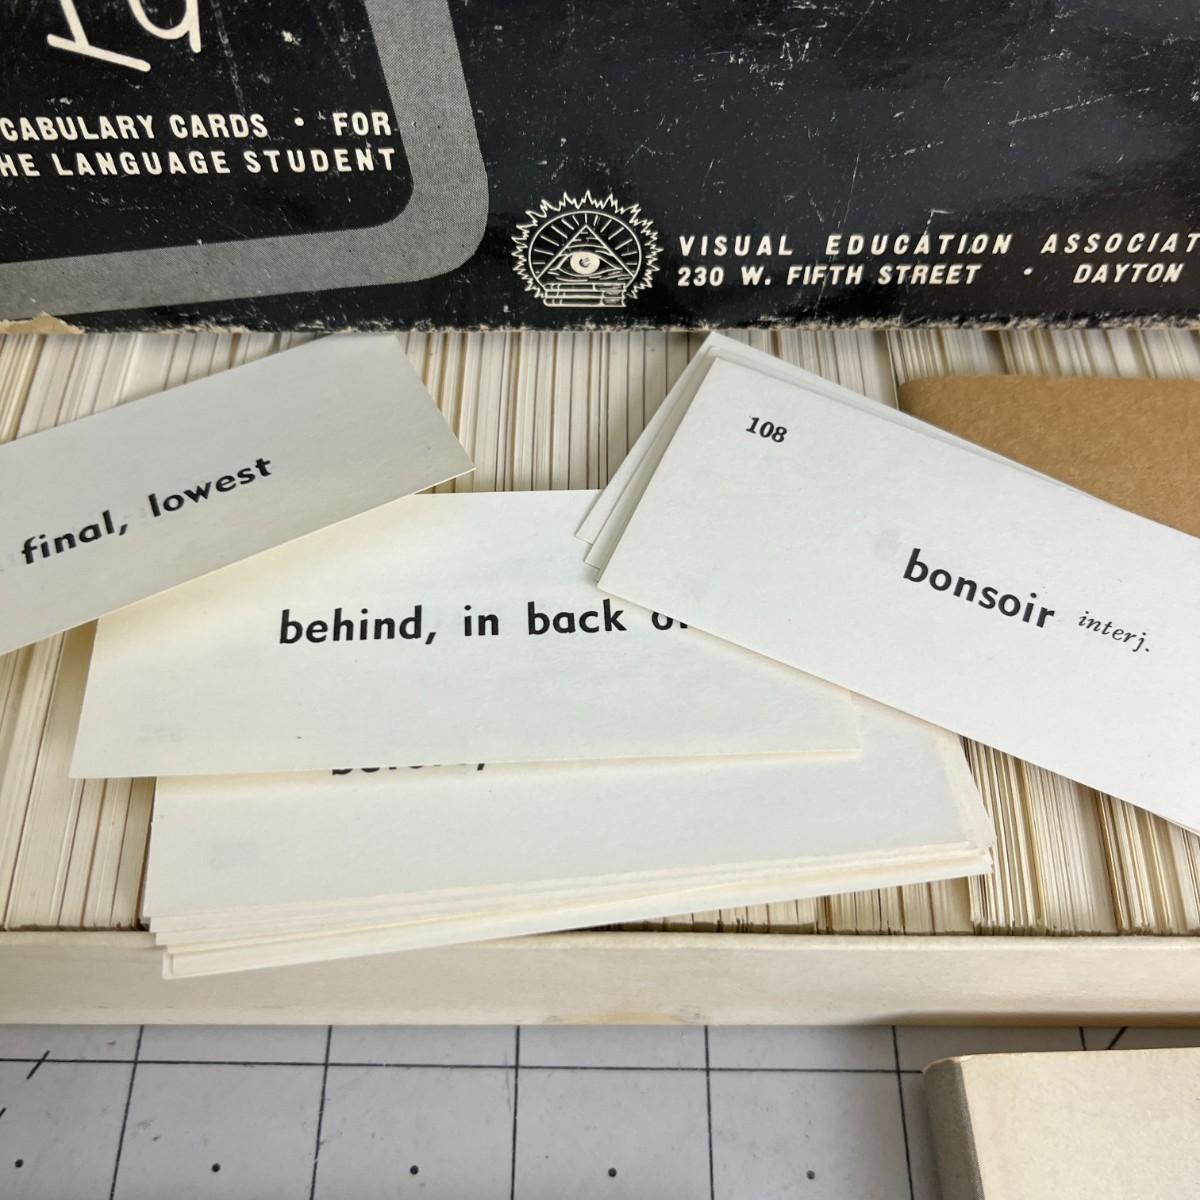 CABULARY CARDS • FOR
HE LANGUAGE STUDENT
VISUAL EDUCATION ASSOCIAT
230 W. FIFTH STREET • DAYTON
final, lowest
108
bonsoir interj.
behind, in back